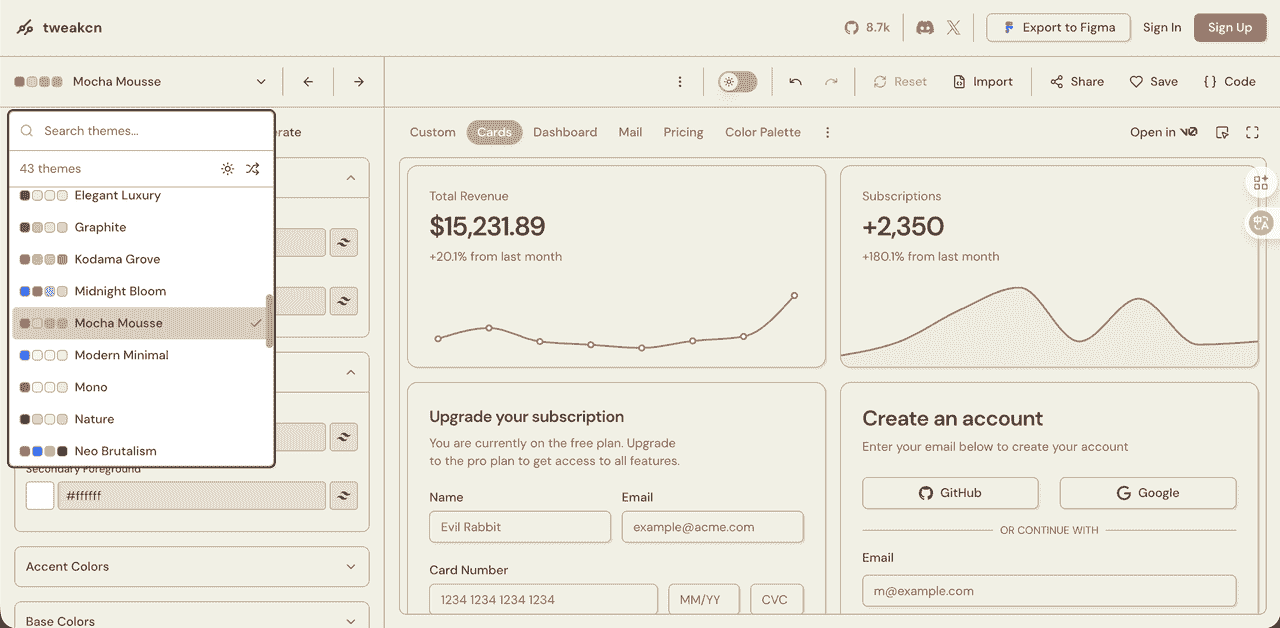 tweakcn
8.7k
Export to Figma
Sign In
Sign Up
Mocha Mousse
Reset
Import
Share
Save
{ } Code
Search themes...
erate
43 themes
Elegant Luxury
Graphite
Kodama Grove
Midnight Bloom
Mocha Mousse
Modern Minimal
Mono
Nature
Neo Brutalism
Secondary Foreground
#ffffff
Accent Colors
Base Colors
Custom
Cards
Dashboard
Mail
Pricing
Color Palette
Open in v0
Total Revenue
$15,231.89
+20.1% from last month
Subscriptions
+2,350
+180.1% from last month
Upgrade your subscription
You are currently on the free plan. Upgrade
to the pro plan to get access to all features.
Name
Email
Evil Rabbit
example@acme.com
Card Number
1234 1234 1234 1234
MM/YY
CVC
Create an account
Enter your email below to create your account
GitHub
Google
OR CONTINUE WITH
Email
m@example.com